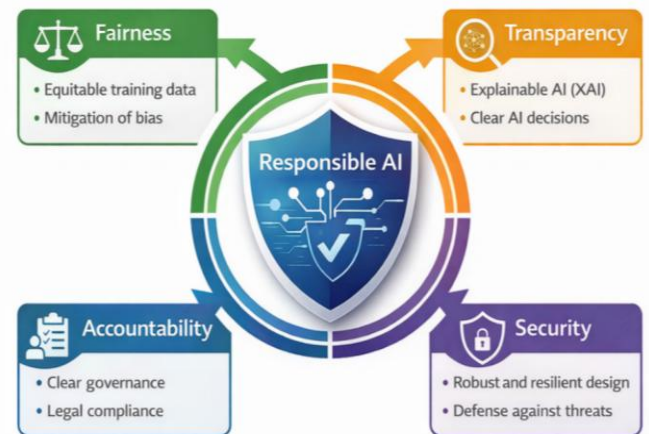 Fairness
• Equitable training data
• Mitigation of bias
Transparency
• Explainable AI (XAI)
• Clear AI decisions
Responsible AI
Accountability
• Clear governance
• Legal compliance
Security
• Robust and resilient design
• Defense against threats